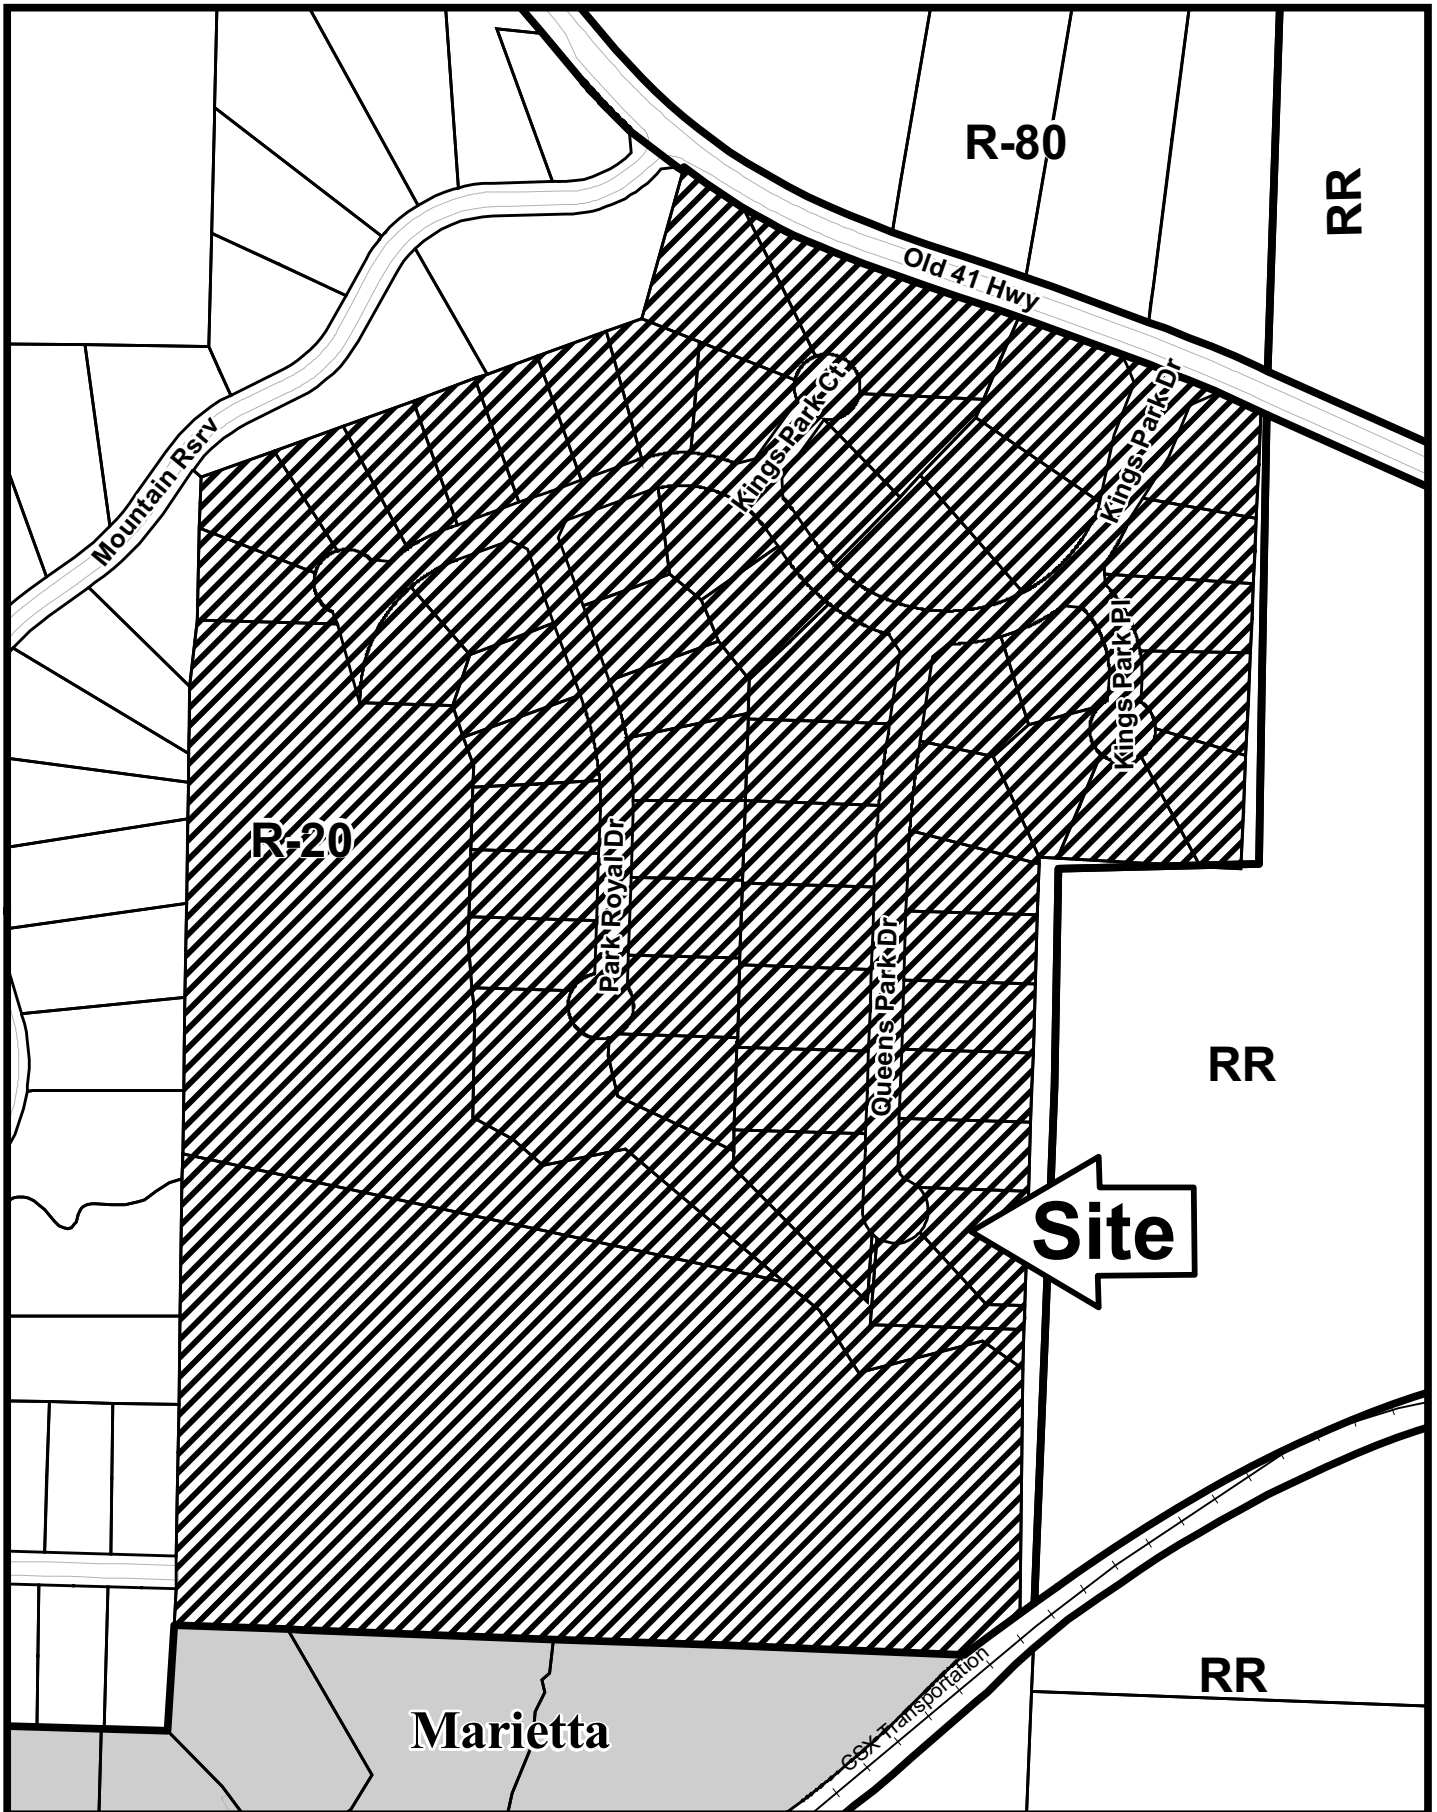 R-80
RR
Old 41 Hwy
Kings Park Ct
Kings Park Dr
Mountain Rsrv
Kings Park Pl
R-20
Park Royal Dr
Queens Park Dr
RR
Site
RR
CSX Transportation
Marietta